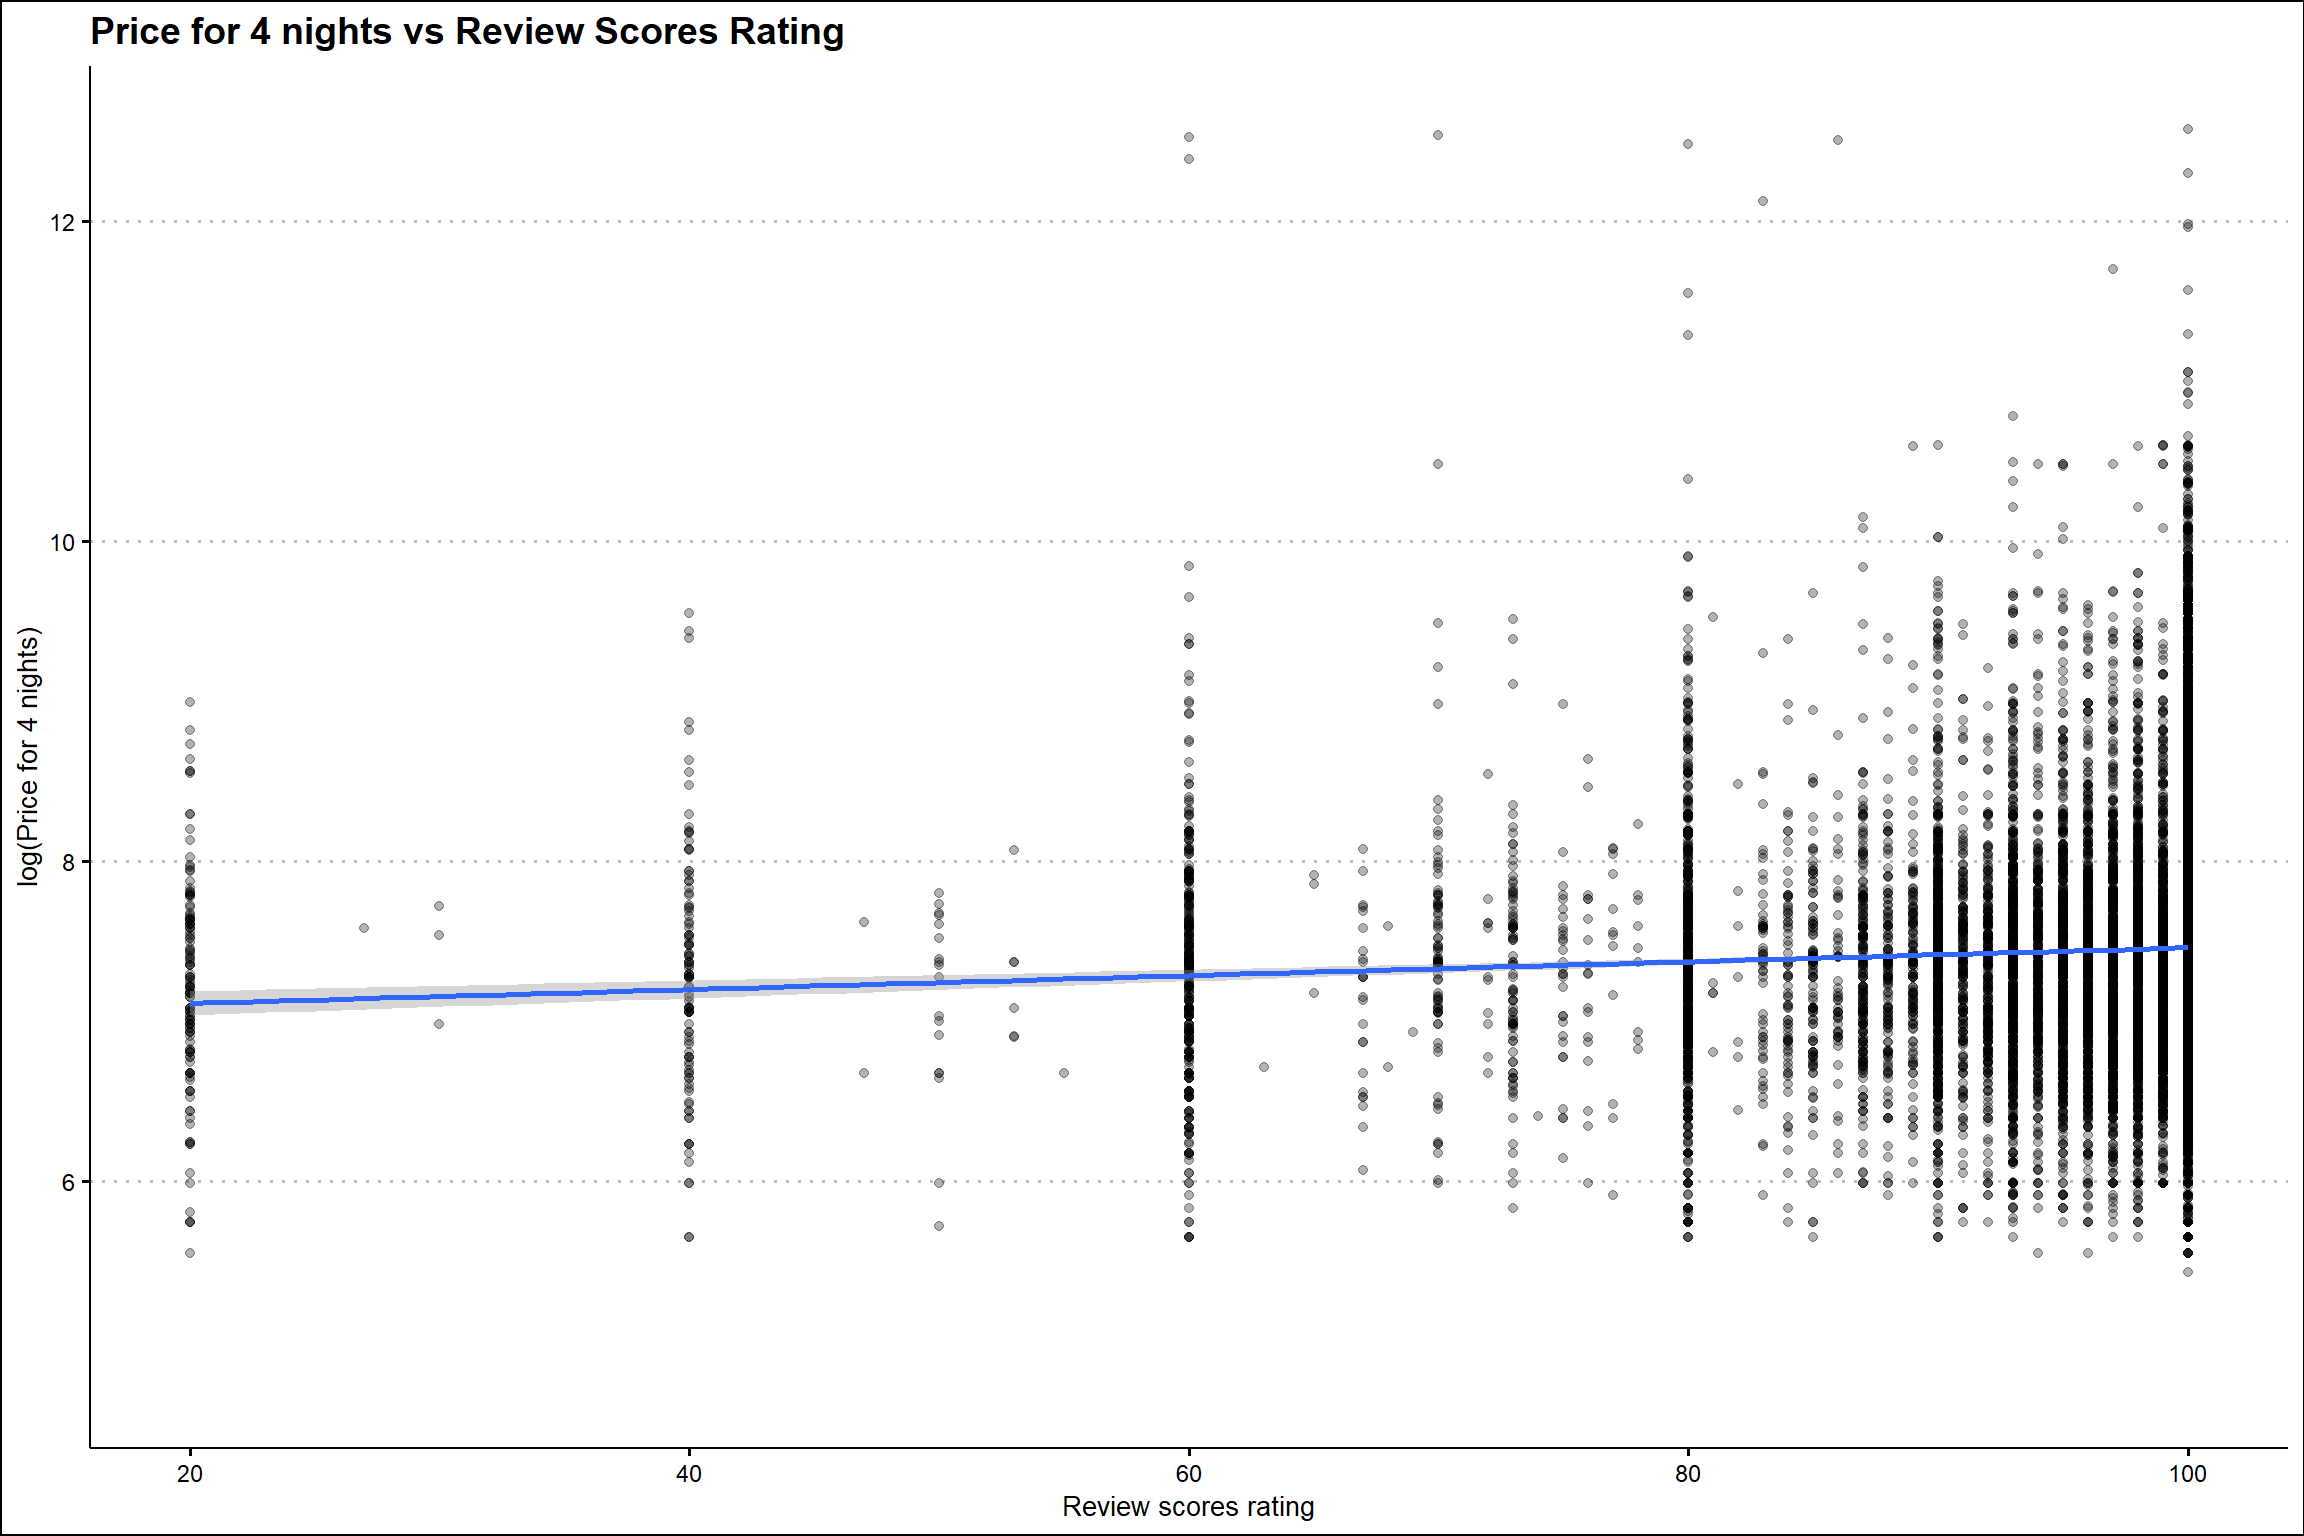 Price for 4 nights vs Review Scores Rating
log(Price for 4 nights)
12
10
8
6
20 40 60 80 100
Review scores rating